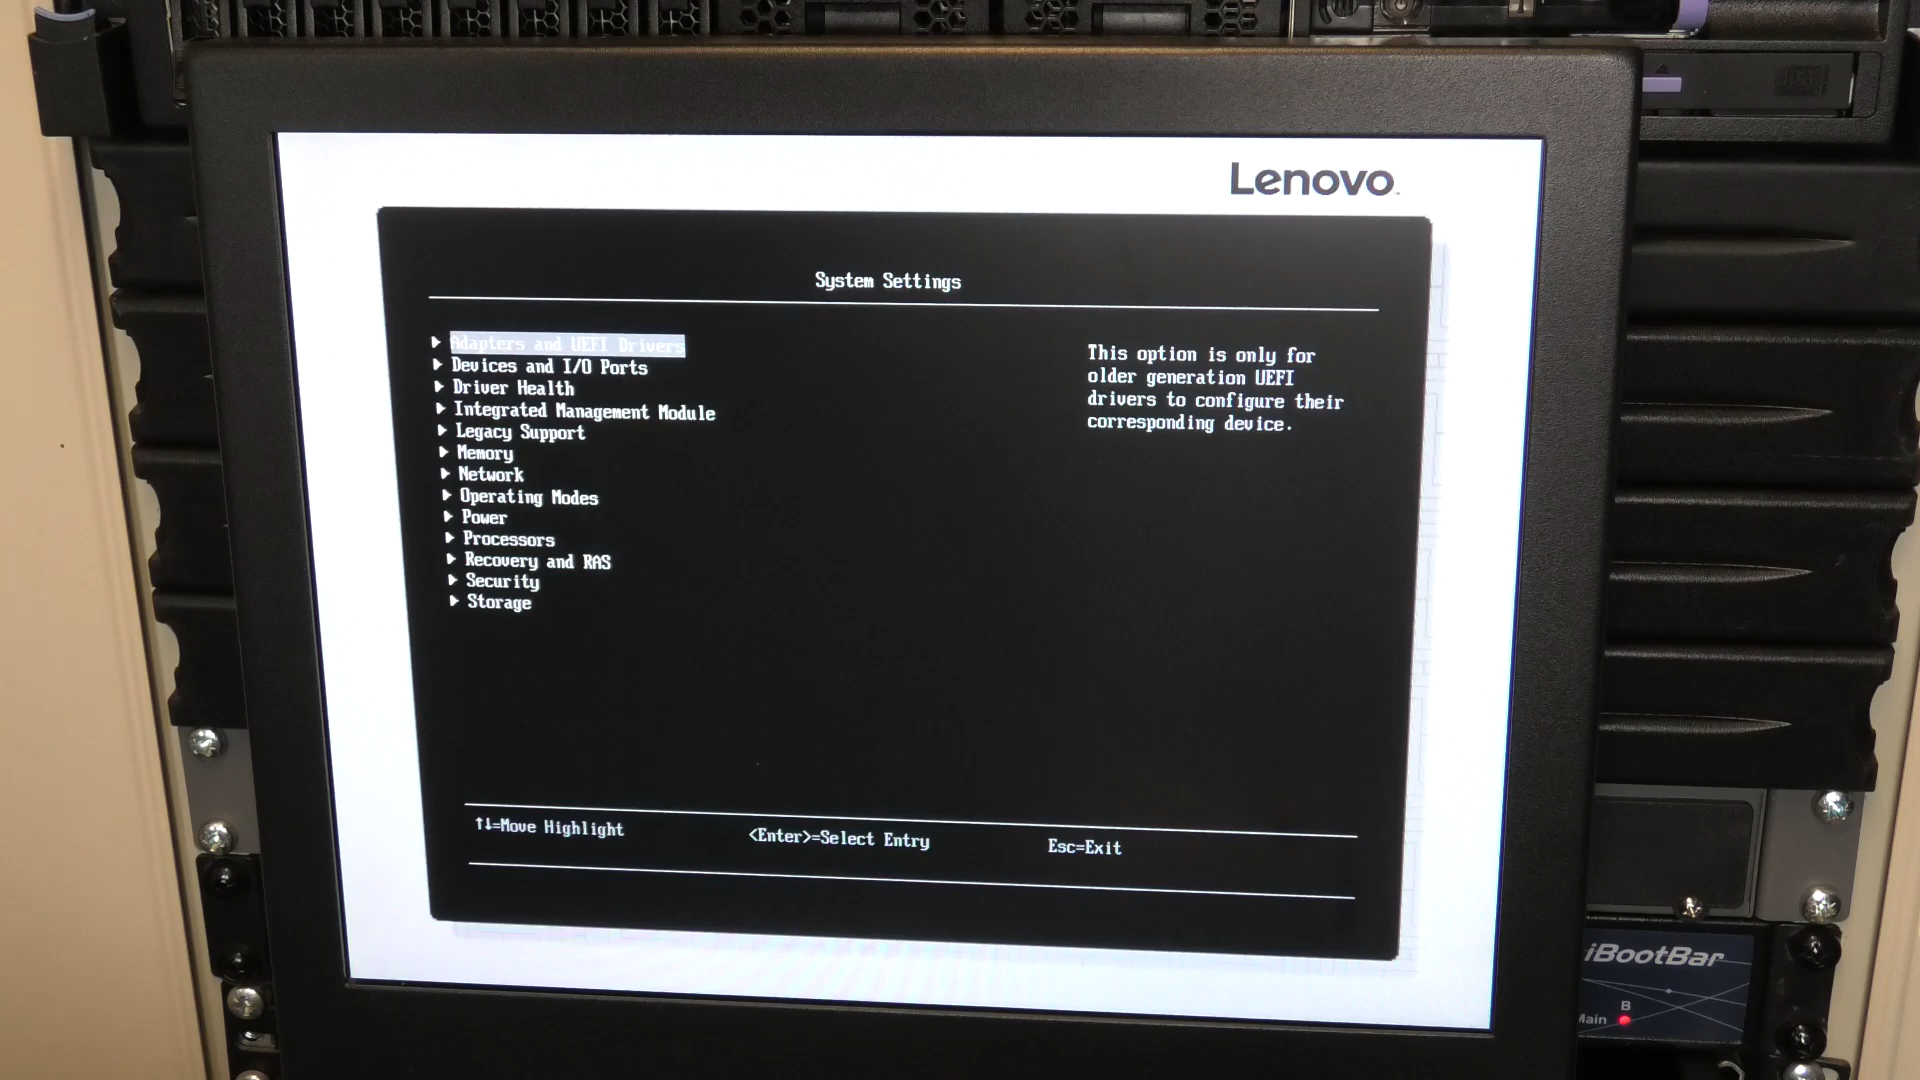 Lenovo
System Settings
Adapters and UEFI Drivers
Devices and I/O Ports
Driver Health
Integrated Management Module
Legacy Support
Memory
Network
Operating Modes
Power
Processors
Recovery and RAS
Security
Storage
This option is only for
older generation UEFI
drivers to configure their
corresponding device.
↑↓=Move Highlight
<Enter>=Select Entry
Esc=Exit
iBootBar
B
Main